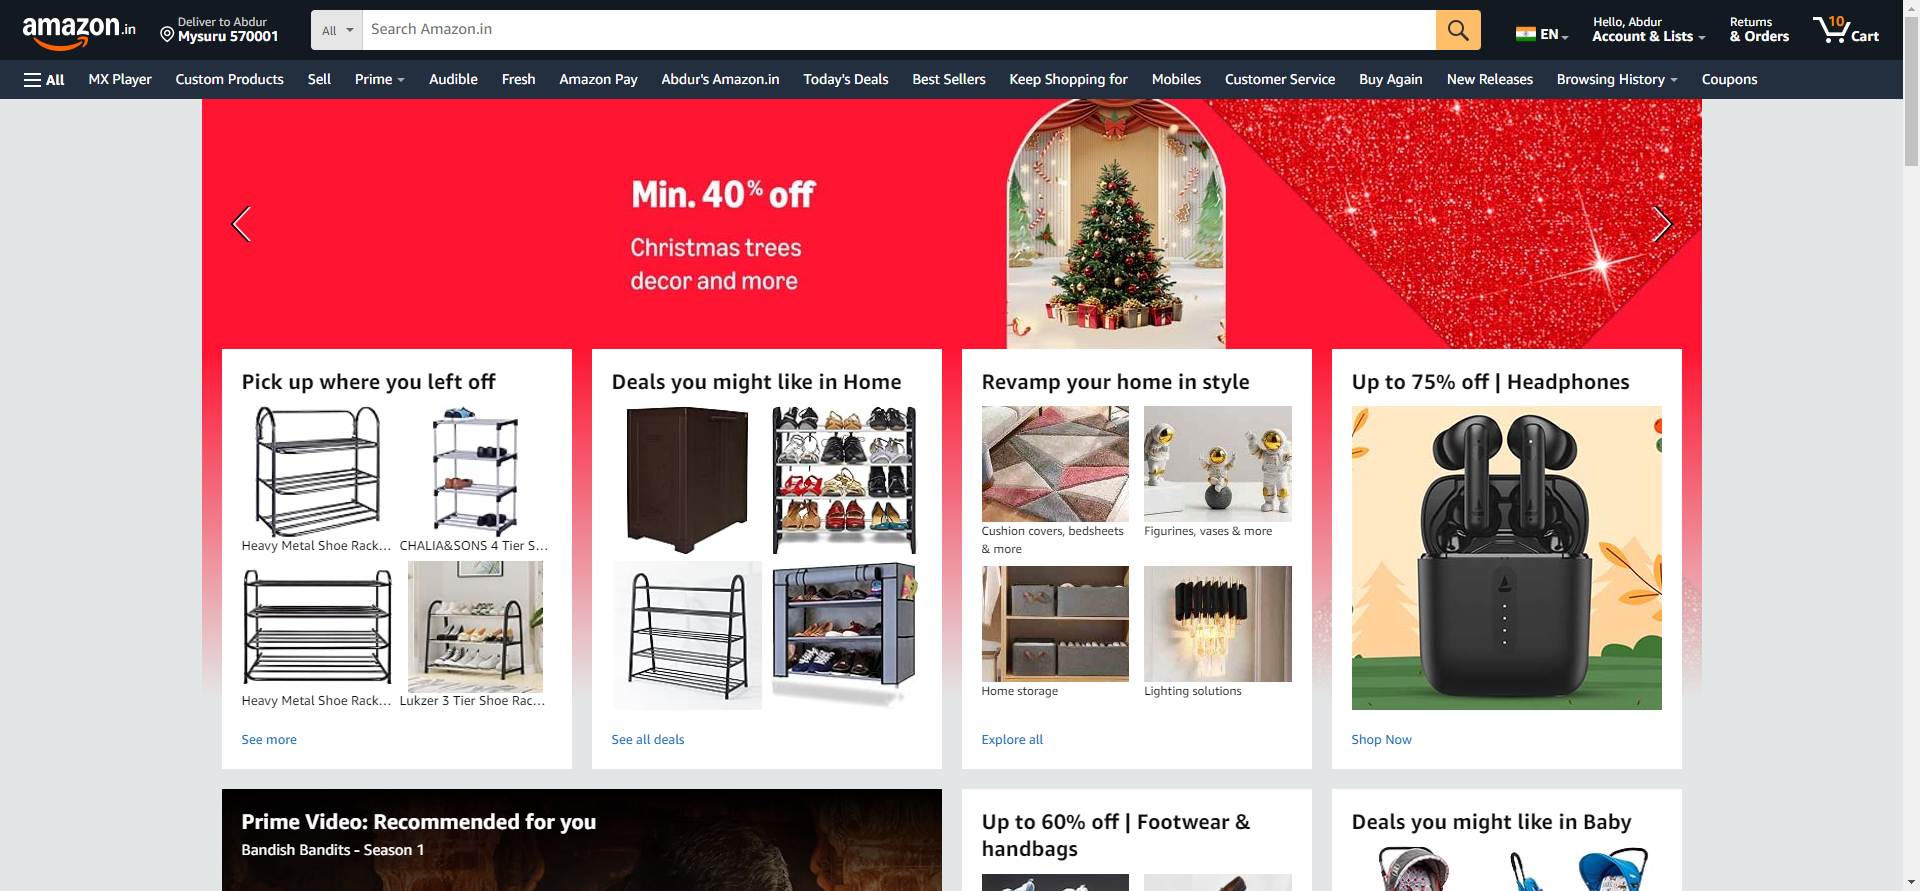 amazon.in
Deliver to Abdur
Mysuru 570001
All
Search Amazon.in
EN
Hello, Abdur
Account & Lists
Returns
& Orders
10
Cart
All
MX Player
Custom Products
Sell
Prime
Audible
Fresh
Amazon Pay
Abdur's Amazon.in
Today's Deals
Best Sellers
Keep Shopping for
Mobiles
Customer Service
Buy Again
New Releases
Browsing History
Coupons
Min. 40% off
Christmas trees
decor and more
Pick up where you left off
Heavy Metal Shoe Rack...
CHALIA&SONS 4 Tier S...
Heavy Metal Shoe Rack...
Lukzer 3 Tier Shoe Rac...
See more
Deals you might like in Home
See all deals
Revamp your home in style
Cushion covers, bedsheets
& more
Figurines, vases & more
Home storage
Lighting solutions
Explore all
Up to 75% off | Headphones
Shop Now
Prime Video: Recommended for you
Bandish Bandits - Season 1
Up to 60% off | Footwear &
handbags
Deals you might like in Baby